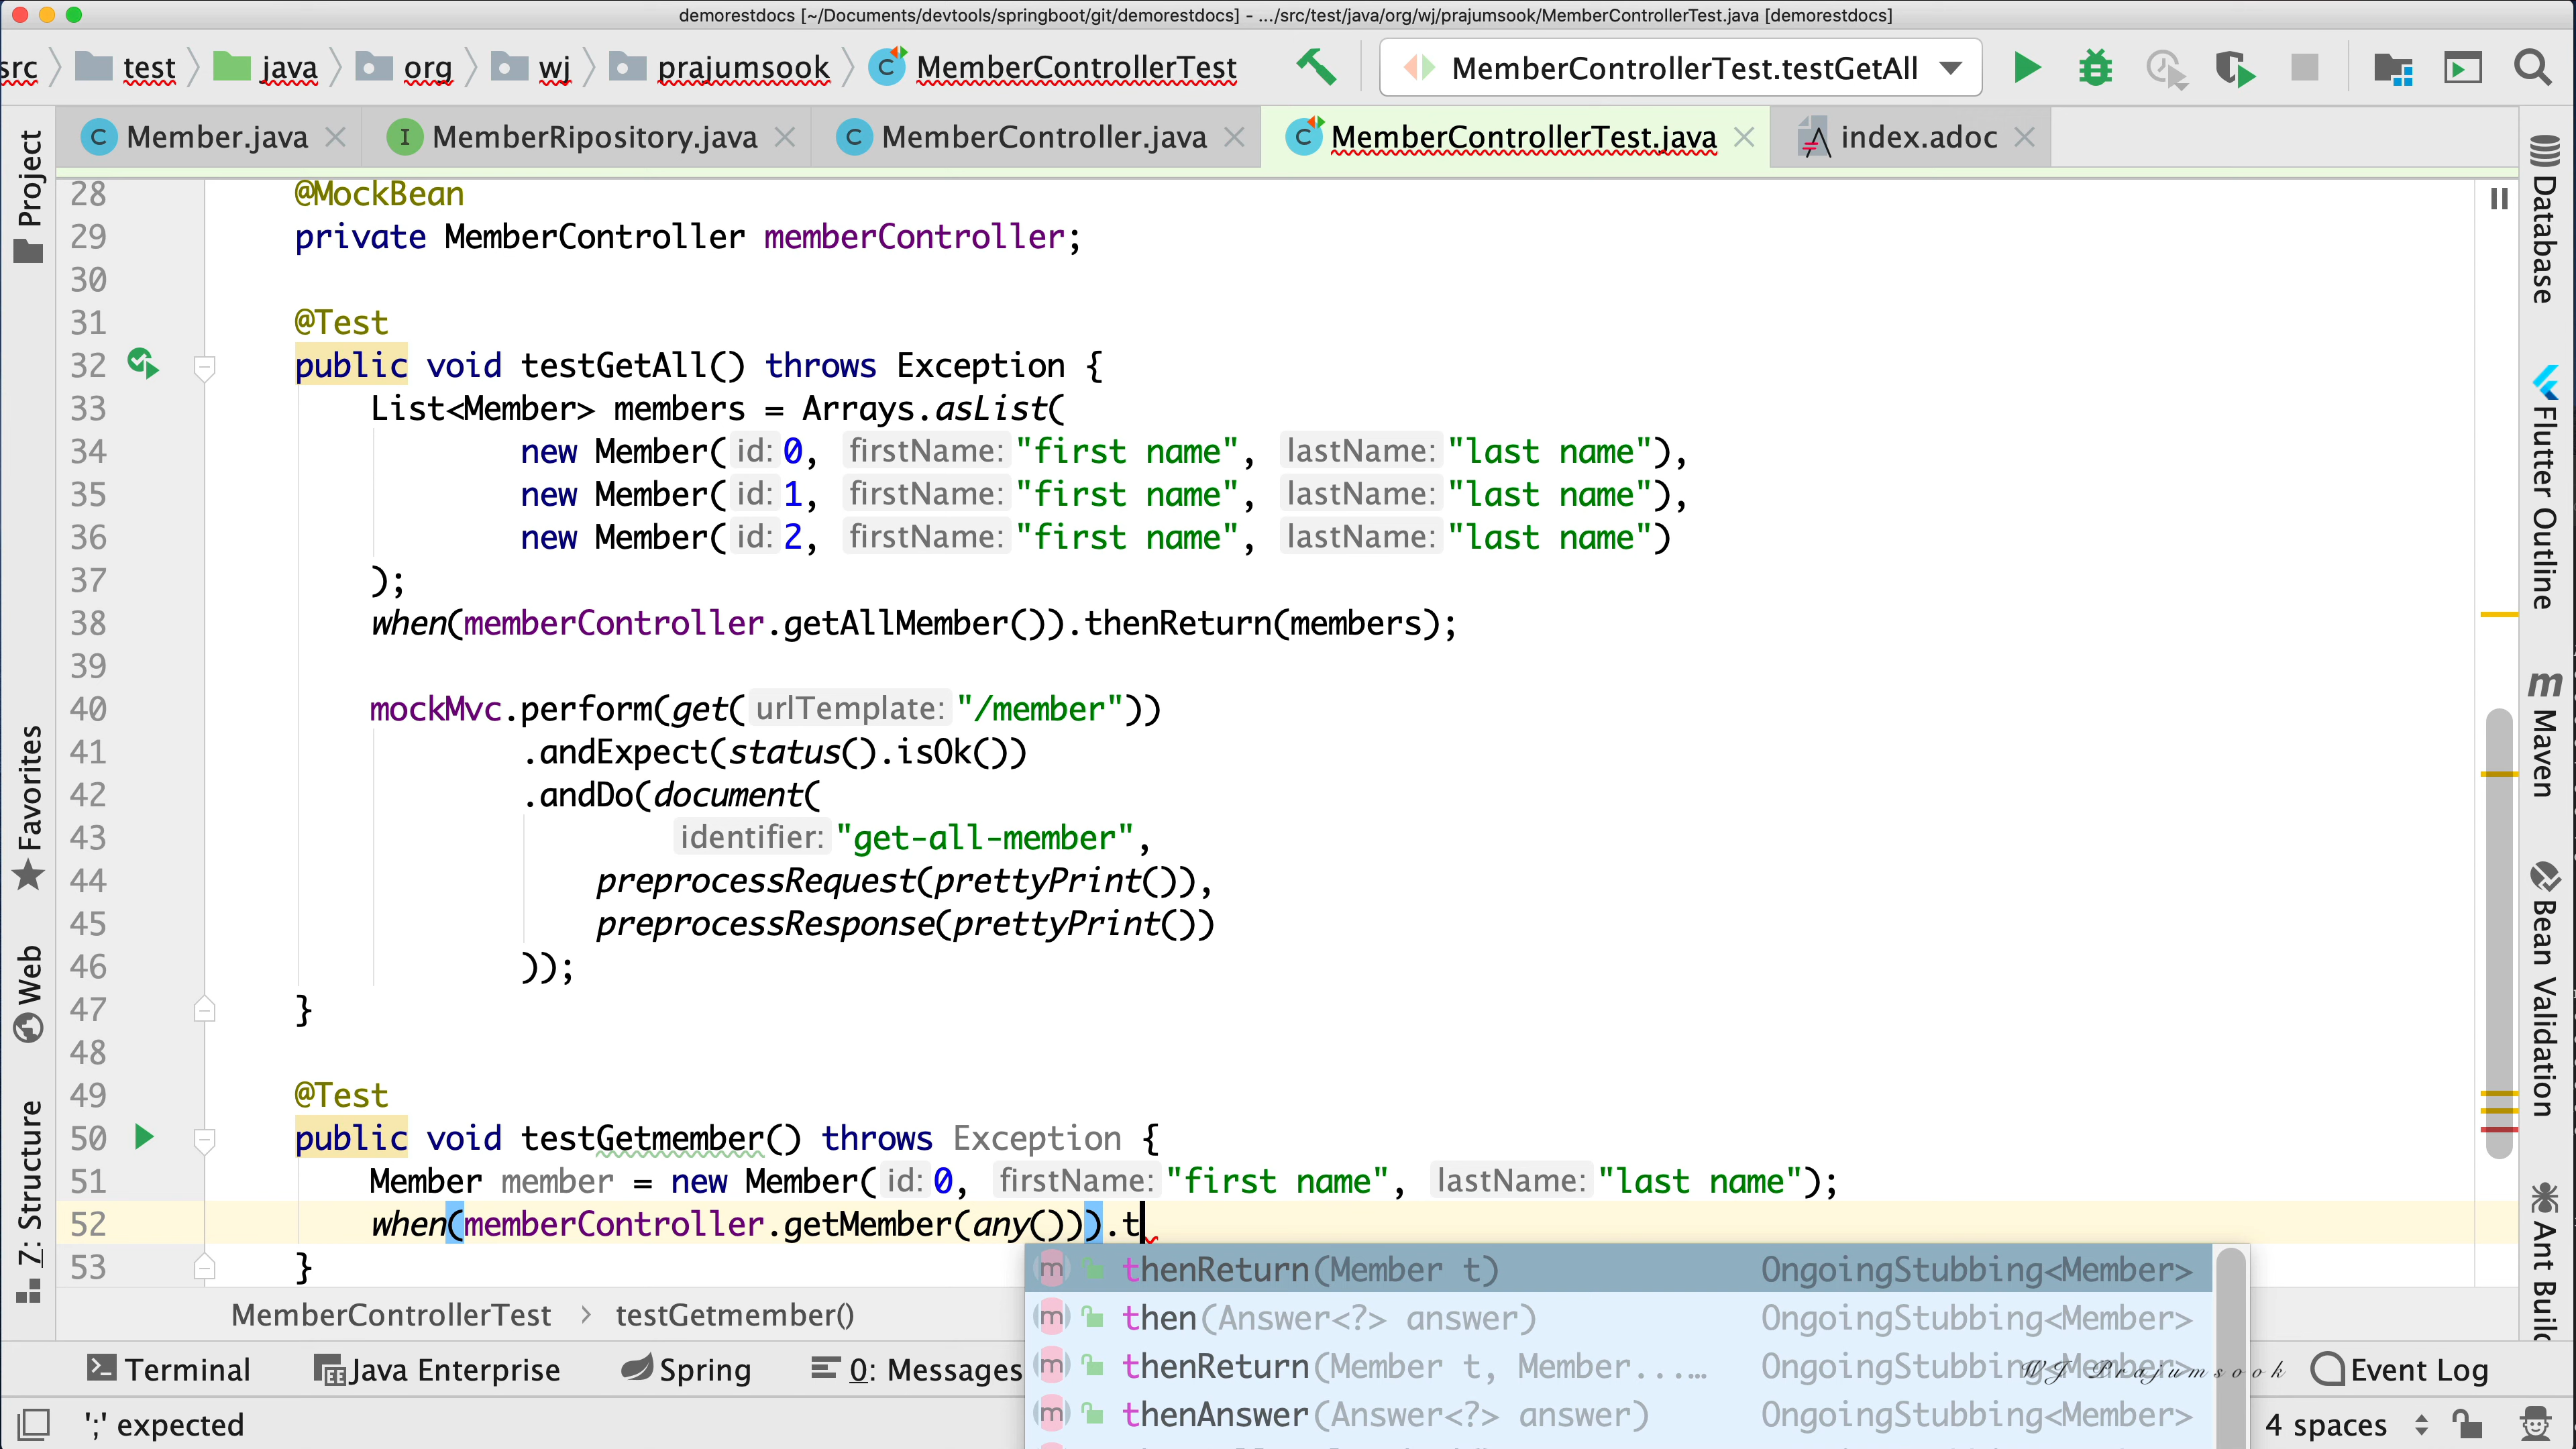 demorestdocs [~/Documents/devtools/springboot/git/demorestdocs] - .../src/test/java/org/wj/prajumsook/MemberControllerTest.java [demorestdocs]
src test java org wj prajumsook MemberControllerTest MemberControllerTest.testGetAll
Member.java MemberRipository.java MemberController.java MemberControllerTest.java index.adoc
Project
Favorites
Web
Z: Structure
28 @MockBean
29 private MemberController memberController;
30
31 @Test
32 public void testGetAll() throws Exception {
33 List<Member> members = Arrays.asList(
34 new Member( id: 0, firstName: "first name", lastName: "last name"),
35 new Member( id: 1, firstName: "first name", lastName: "last name"),
36 new Member( id: 2, firstName: "first name", lastName: "last name")
37 );
38 when(memberController.getAllMember()).thenReturn(members);
39
40 mockMvc.perform(get( urlTemplate: "/member"))
41 .andExpect(status().isOk())
42 .andDo(document(
43 identifier: "get-all-member",
44 preprocessRequest(prettyPrint()),
45 preprocessResponse(prettyPrint())
46 ));
47 }
48
49 @Test
50 public void testGetmember() throws Exception {
51 Member member = new Member( id: 0, firstName: "first name", lastName: "last name");
52 when(memberController.getMember(any())).t
53 }
thenReturn(Member t) OngoingStubbing<Member>
then(Answer<?> answer) OngoingStubbing<Member>
thenReturn(Member t, Member...… OngoingStubbing<Member>
thenAnswer(Answer<?> answer) OngoingStubbing<Member>
Database
Flutter Outline
Maven
Bean Validation
Ant Build
MemberControllerTest > testGetmember()
Terminal Java Enterprise Spring 0: Messages WJ Prajumsook Event Log
';' expected 4 spaces